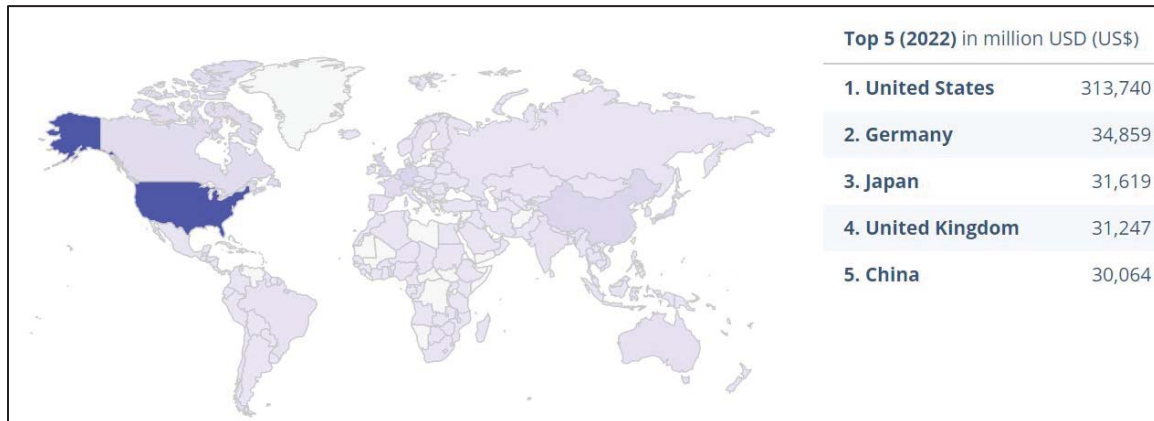 Top 5 (2022) in million USD (US$)
1. United States 313,740
2. Germany 34,859
3. Japan 31,619
4. United Kingdom 31,247
5. China 30,064